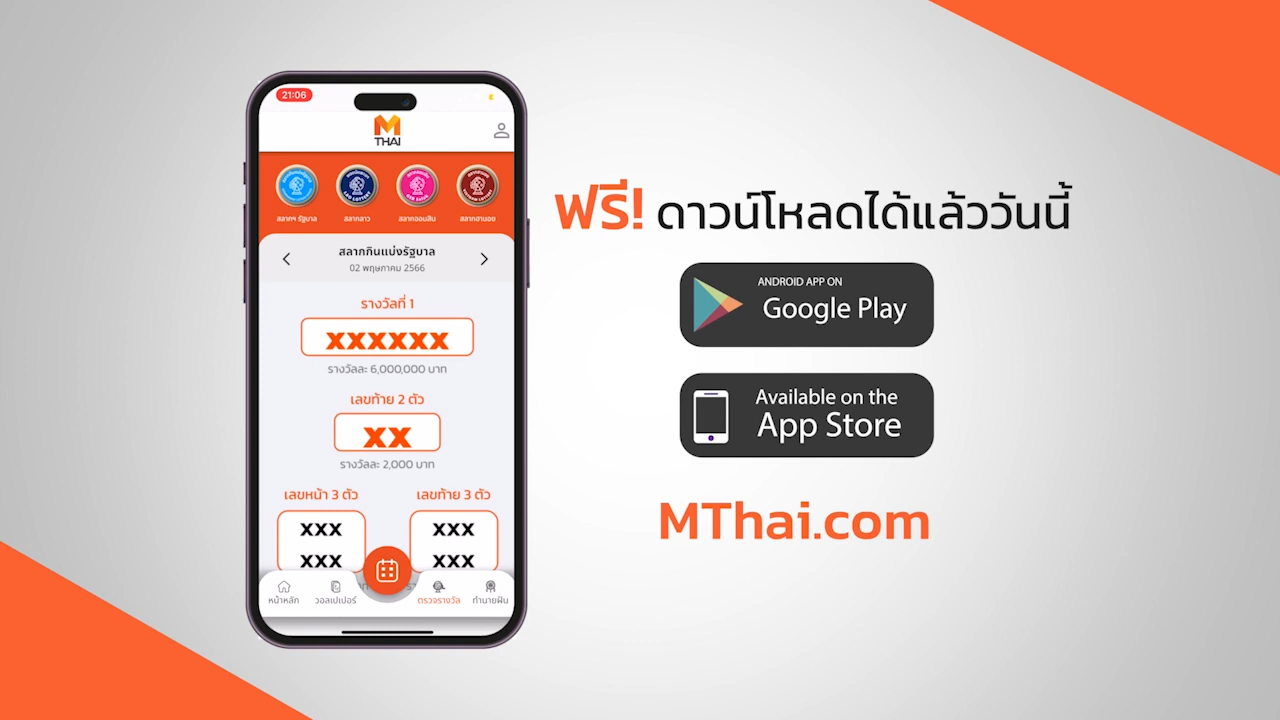 21:06
M
THAI
สลากฯ รัฐบาล
สลากลาว
สลากออมสิน
สลากฮานอย
สลากกินแบ่งรัฐบาล
02 พฤษภาคม 2566
รางวัลที่ 1
xxxxxx
รางวัลละ 6,000,000 บาท
เลขท้าย 2 ตัว
xx
รางวัลละ 2,000 บาท
เลขหน้า 3 ตัว
เลขท้าย 3 ตัว
xxx
xxx
xxx
xxx
หน้าหลัก
วอลเปเปอร์
ตรวจรางวัล
ทำนายฝัน
ฟรี! ดาวน์โหลดได้แล้ววันนี้
ANDROID APP ON
Google Play
Available on the
App Store
MThai.com